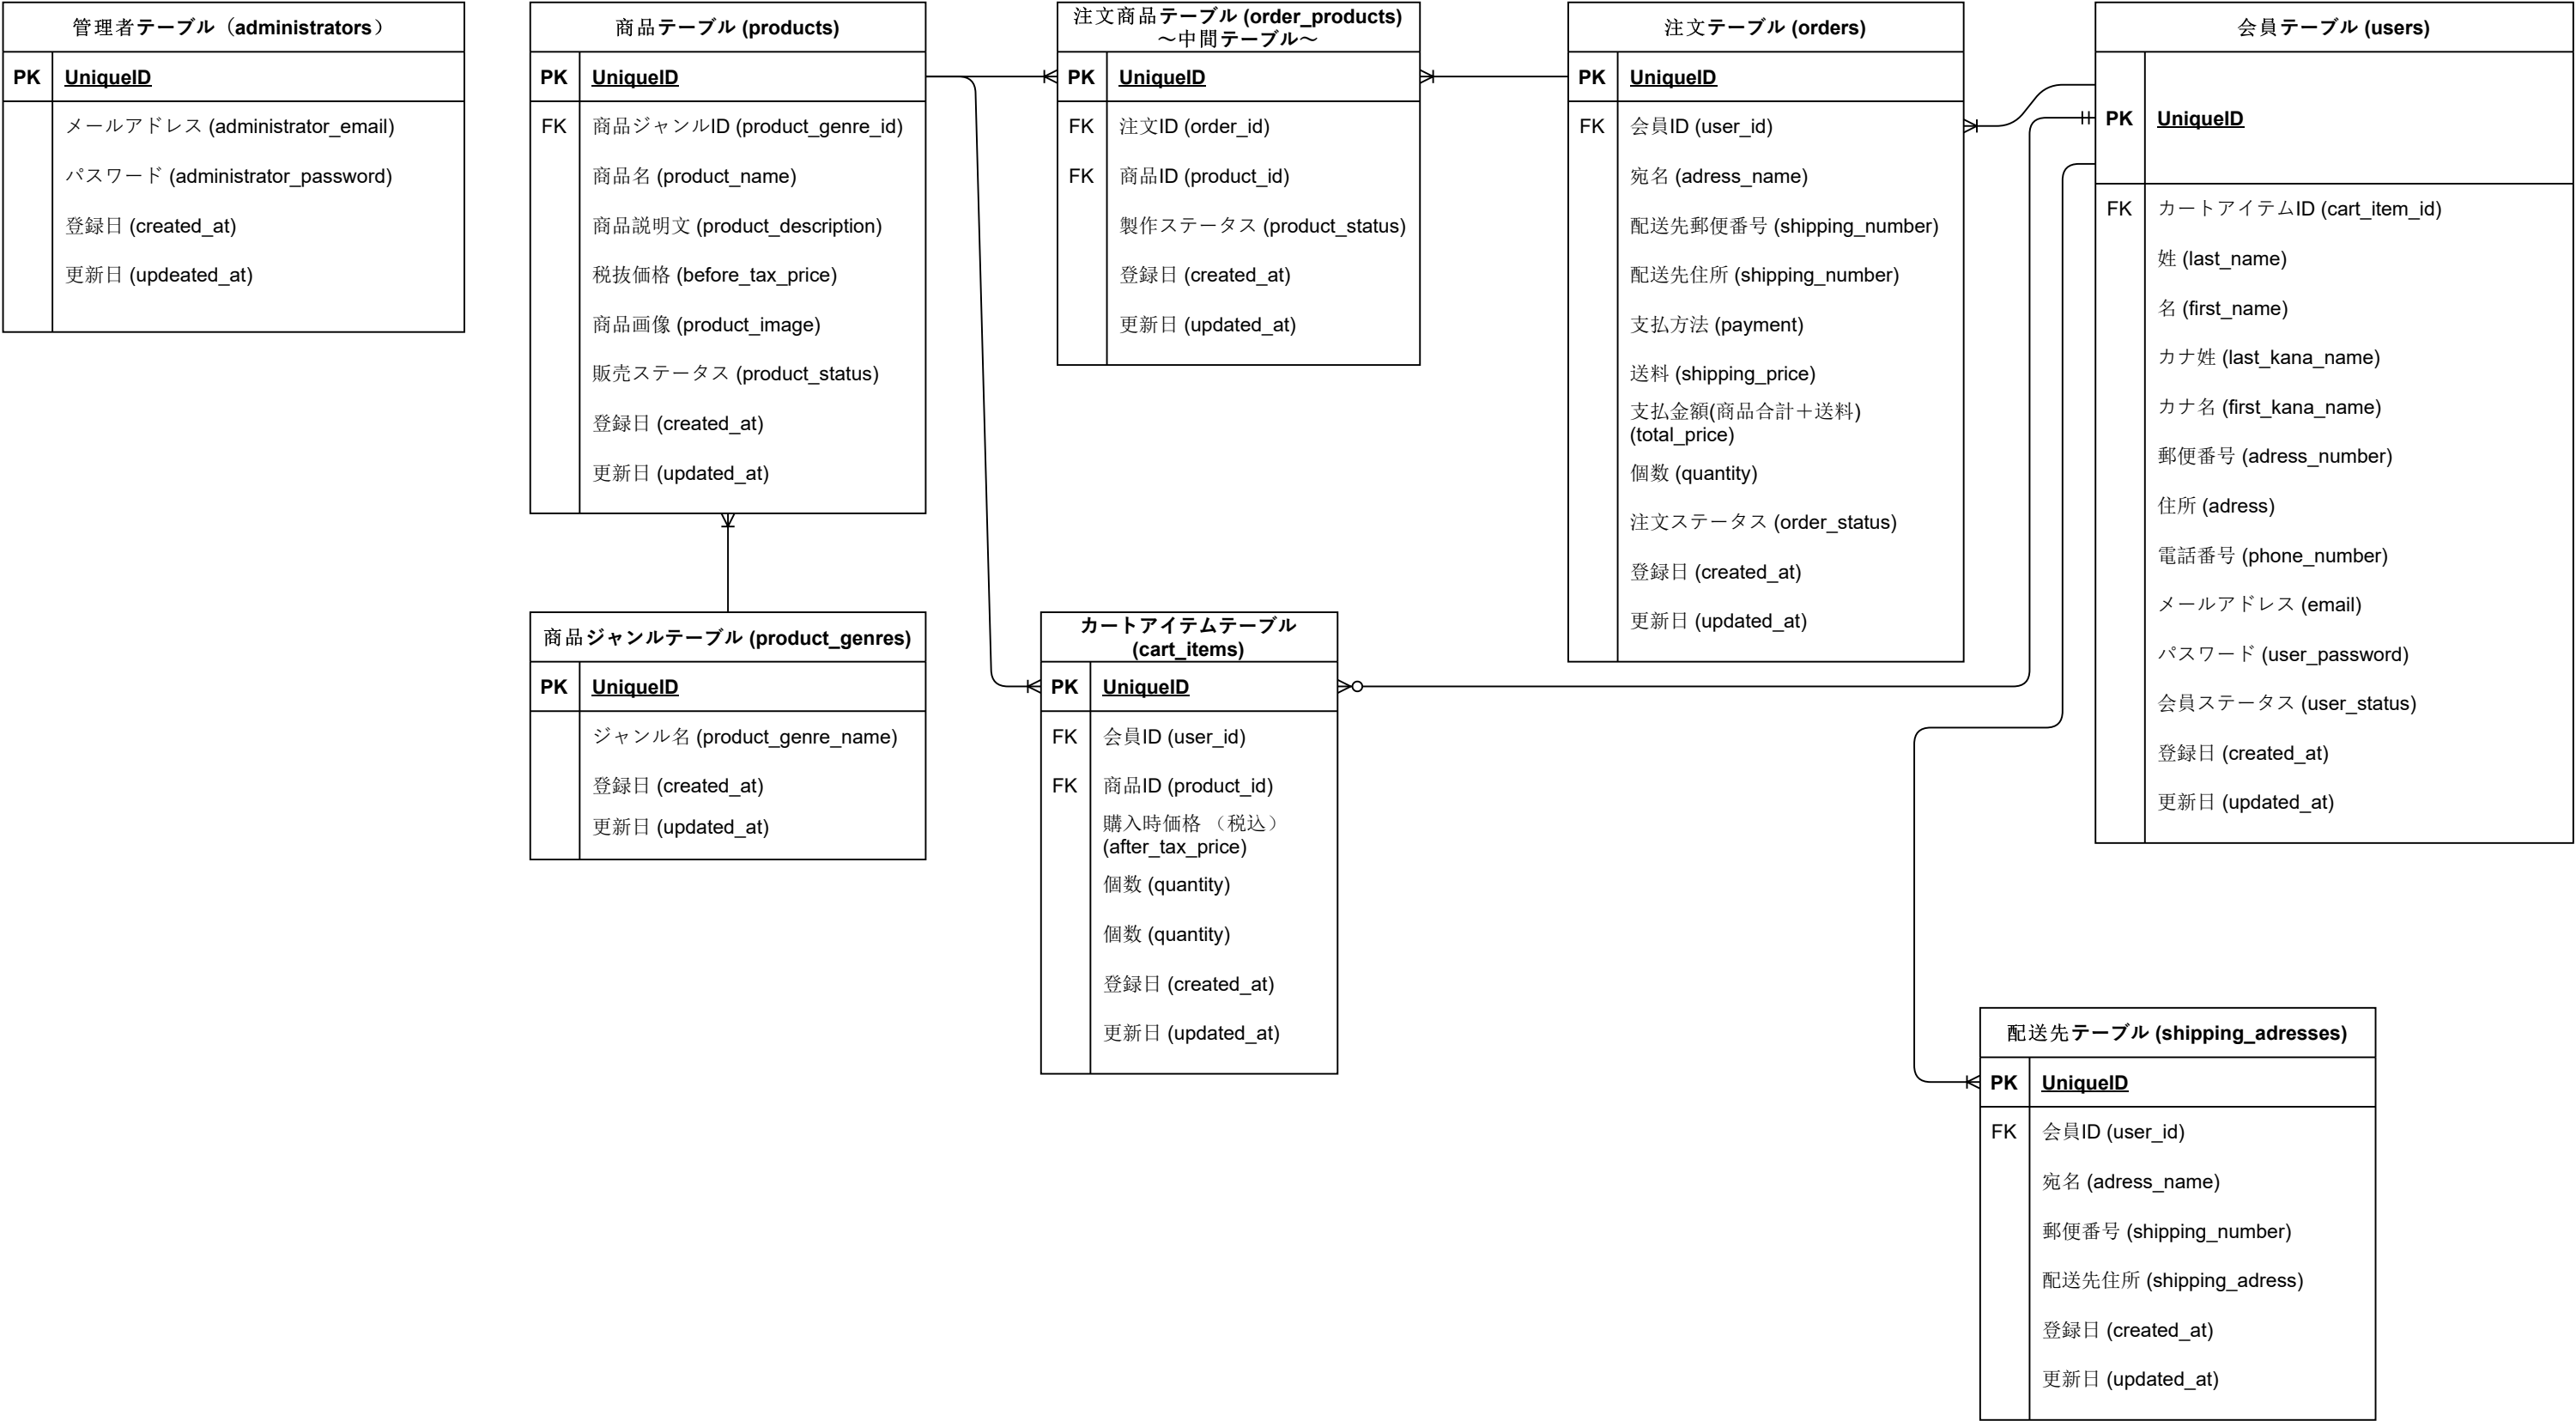 管理者テーブル（administrators）
PK UniqueID
メールアドレス (administrator_email)
パスワード (administrator_password)
登録日 (created_at)
更新日 (updeated_at)
商品テーブル (products)
PK UniqueID
FK 商品ジャンルID (product_genre_id)
商品名 (product_name)
商品説明文 (product_description)
税抜価格 (before_tax_price)
商品画像 (product_image)
販売ステータス (product_status)
登録日 (created_at)
更新日 (updated_at)
商品ジャンルテーブル (product_genres)
PK UniqueID
ジャンル名 (product_genre_name)
登録日 (created_at)
更新日 (updated_at)
注文商品テーブル (order_products)
～中間テーブル～
PK UniqueID
FK 注文ID (order_id)
FK 商品ID (product_id)
製作ステータス (product_status)
登録日 (created_at)
更新日 (updated_at)
カートアイテムテーブル
(cart_items)
PK UniqueID
FK 会員ID (user_id)
FK 商品ID (product_id)
購入時価格 （税込）
(after_tax_price)
個数 (quantity)
個数 (quantity)
登録日 (created_at)
更新日 (updated_at)
注文テーブル (orders)
PK UniqueID
FK 会員ID (user_id)
宛名 (adress_name)
配送先郵便番号 (shipping_number)
配送先住所 (shipping_number)
支払方法 (payment)
送料 (shipping_price)
支払金額(商品合計＋送料)
(total_price)
個数 (quantity)
注文ステータス (order_status)
登録日 (created_at)
更新日 (updated_at)
会員テーブル (users)
PK UniqueID
FK カートアイテムID (cart_item_id)
姓 (last_name)
名 (first_name)
カナ姓 (last_kana_name)
カナ名 (first_kana_name)
郵便番号 (adress_number)
住所 (adress)
電話番号 (phone_number)
メールアドレス (email)
パスワード (user_password)
会員ステータス (user_status)
登録日 (created_at)
更新日 (updated_at)
配送先テーブル (shipping_adresses)
PK UniqueID
FK 会員ID (user_id)
宛名 (adress_name)
郵便番号 (shipping_number)
配送先住所 (shipping_adress)
登録日 (created_at)
更新日 (updated_at)